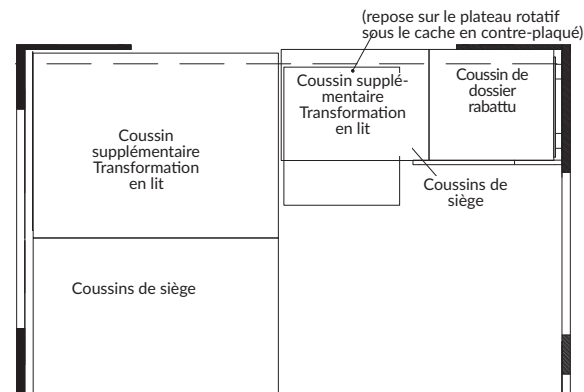 (repose sur le plateau rotatif
sous le cache en contre-plaqué)
Coussin supplé-
mentaire
Transformation
en lit
Coussin de
dossier
rabattu
Coussin
supplémentaire
Transformation
en lit
Coussins de
siège
Coussins de siège